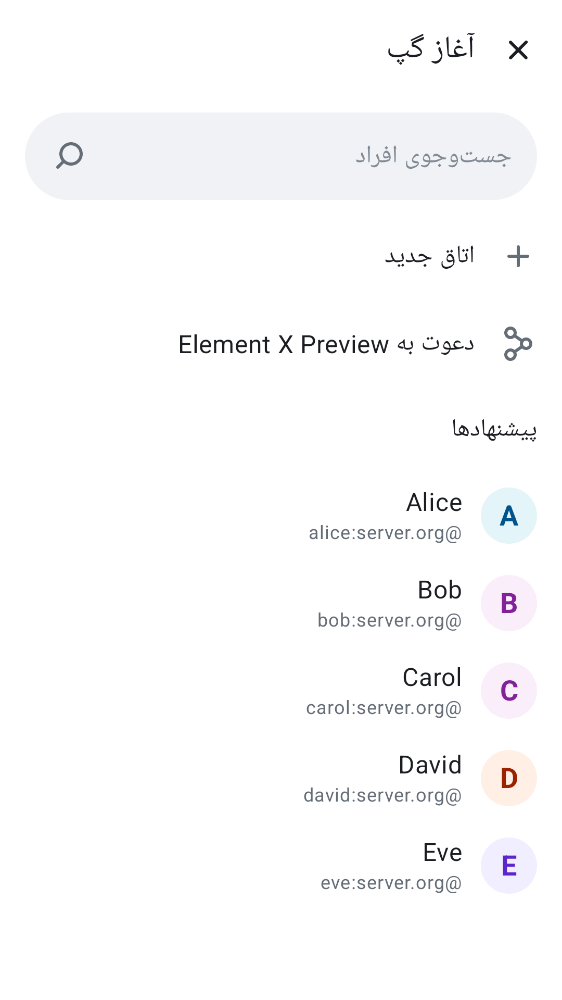 آغاز گپ
جست‌وجوی افراد
اتاق جدید
دعوت به Element X Preview
پیشنهادها
A
Alice
alice:server.org@
B
Bob
bob:server.org@
C
Carol
carol:server.org@
D
David
david:server.org@
E
Eve
eve:server.org@